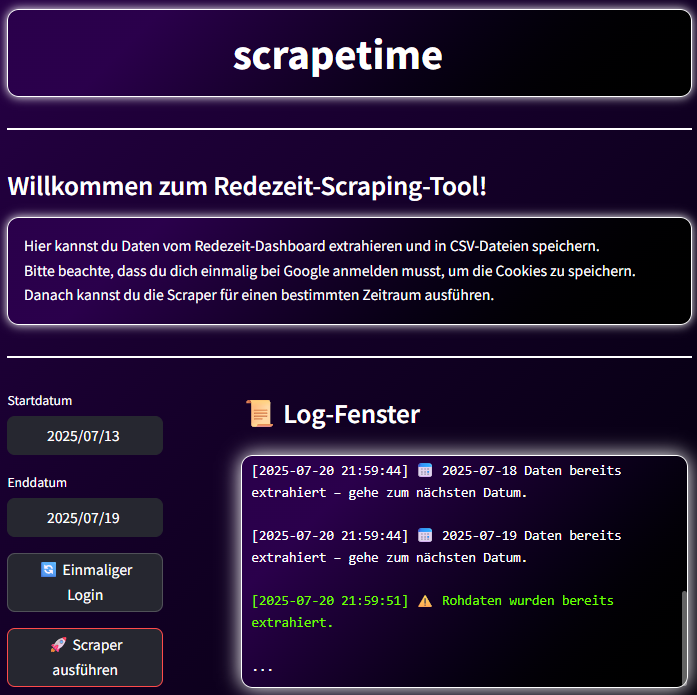 scrapetime
Willkommen zum Redezeit-Scraping-Tool!
Hier kannst du Daten vom Redezeit-Dashboard extrahieren und in CSV-Dateien speichern.
Bitte beachte, dass du dich einmalig bei Google anmelden musst, um die Cookies zu speichern.
Danach kannst du die Scraper für einen bestimmten Zeitraum ausführen.
Startdatum
2025/07/13
Enddatum
2025/07/19
Einmaliger
Login
Scraper
ausführen
Log-Fenster
[2025-07-20 21:59:44] 2025-07-18 Daten bereits
extrahiert – gehe zum nächsten Datum.
[2025-07-20 21:59:44] 2025-07-19 Daten bereits
extrahiert – gehe zum nächsten Datum.
[2025-07-20 21:59:51] Rohdaten wurden bereits
extrahiert.
...